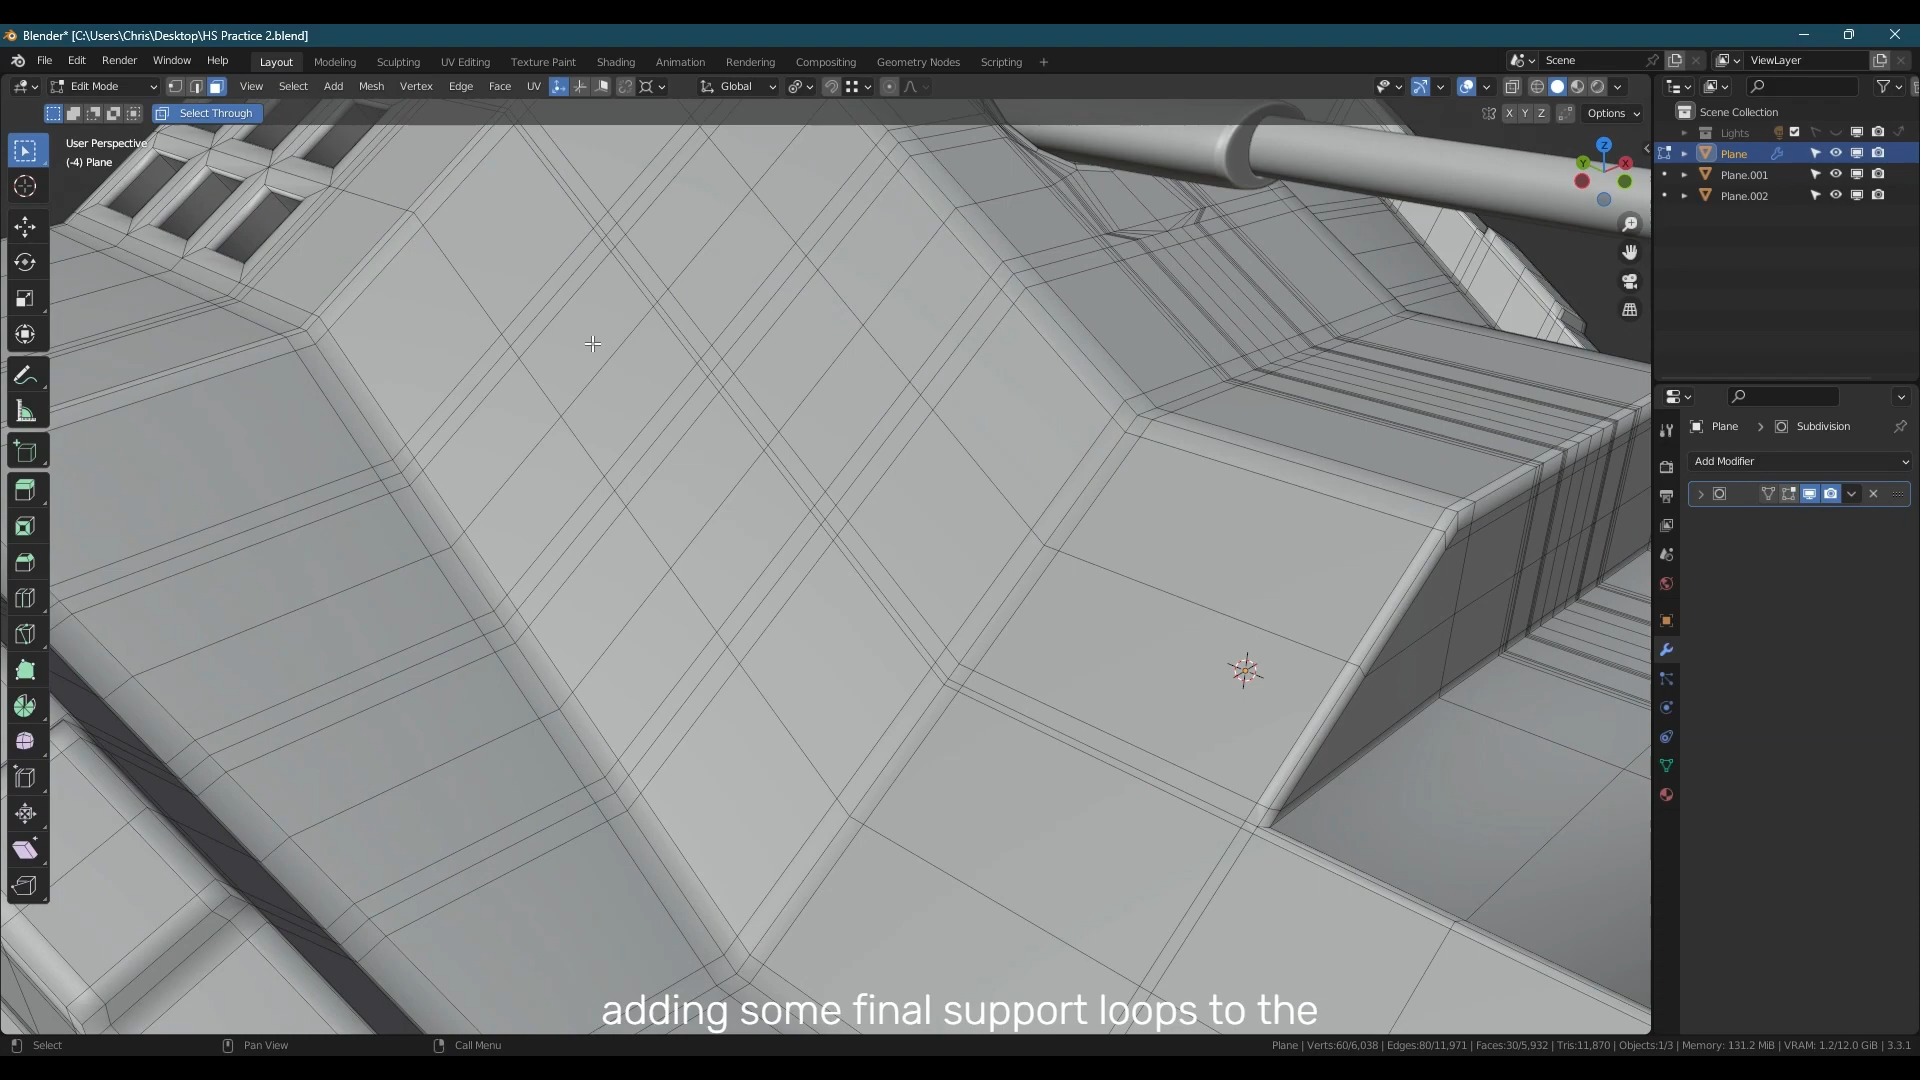 Blender* [C:\Users\Chris\Desktop\HS Practice 2.blend]
File Edit Render Window Help Layout Modeling Sculpting UV Editing Texture Paint Shading Animation Rendering Compositing Geometry Nodes Scripting + Scene ViewLayer
Edit Mode View Select Add Mesh Vertex Edge Face UV Global
Select Through X Y Z Options
Scene Collection
Lights
Plane
Plane.001
Plane.002
User Perspective
(-4) Plane
Z
Y
X
Plane > Subdivision
Add Modifier
adding some final support loops to the
Select Pan View Call Menu Plane | Verts:60/6,038 | Edges:80/11,971 | Faces:30/5,932 | Tris:11,870 | Objects:1/3 | Memory: 131.2 MiB | VRAM: 1.2/12.0 GiB | 3.3.1